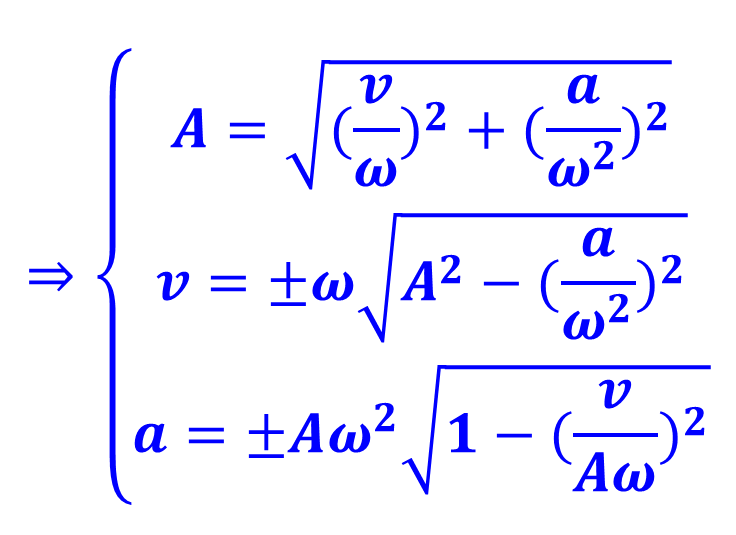 ⇒ { A = √((v/ω)² + (a/ω²)²)
v = ±ω√(A² − (a/ω²)²)
a = ±Aω²√(1 − (v/Aω)²)